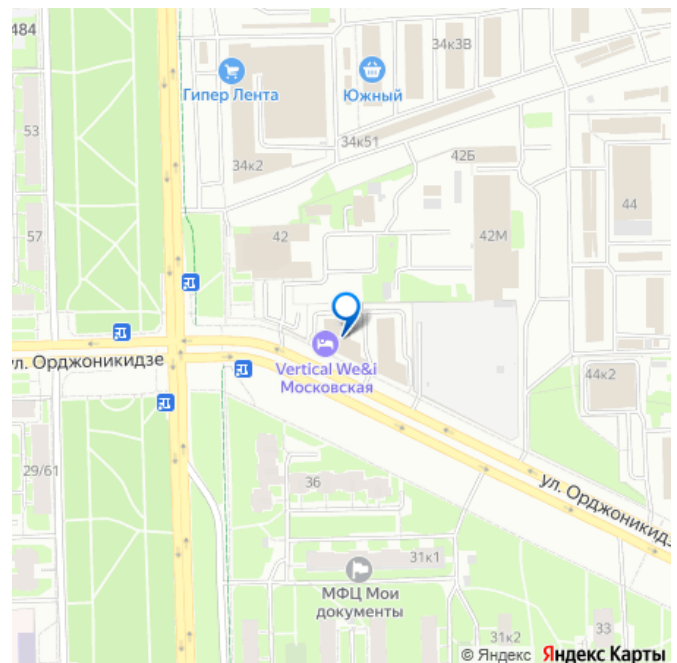 484
34к3В
Гипер Лента
Южный
53
34к51
34к2
42Б
44
57
42
42М
ул. Орджоникидзе
Vertical We&i
Московская
44к2
29/61
36
ул. Орджоникидз
31к1
МФЦ Мои
документы
31к2
33
© Яндекс Яндекс Карты